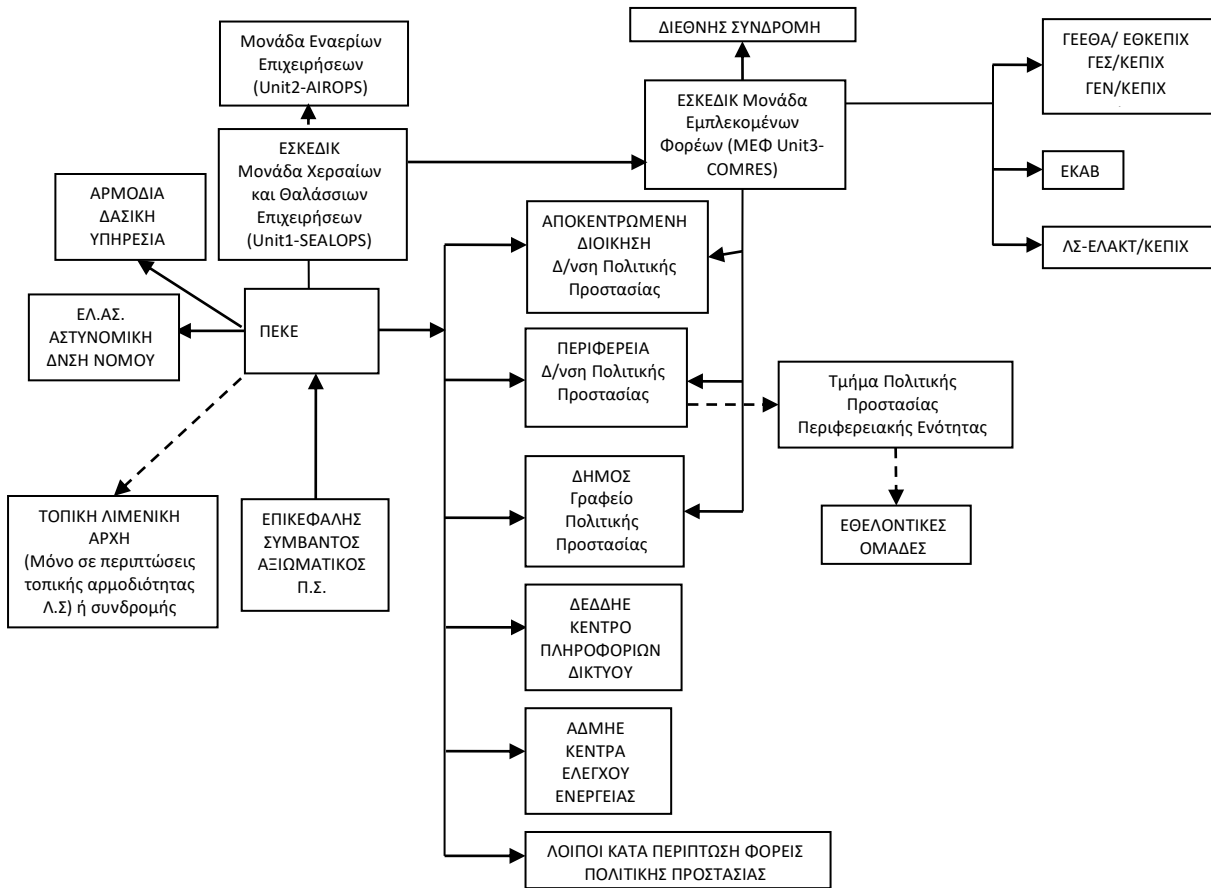 Μονάδα Εναερίων
Επιχειρήσεων
(Unit2-AIROPS)
ΔΙΕΘΝΗΣ ΣΥΝΔΡΟΜΗ
ΓΕΕΘΑ/ ΕΘΚΕΠΙΧ
ΓΕΣ/ΚΕΠΙΧ
ΓΕΝ/ΚΕΠΙΧ
ΕΣΚΕΔΙΚ
Μονάδα Χερσαίων
και Θαλάσσιων
Επιχειρήσεων
(Unit1-SEALOPS)
ΕΣΚΕΔΙΚ Μονάδα
Εμπλεκομένων
Φορέων (ΜΕΦ Unit3-
COMRES)
ΕΚΑΒ
ΛΣ-ΕΛΑΚΤ/ΚΕΠΙΧ
ΑΡΜΟΔΙΑ
ΔΑΣΙΚΗ
ΥΠΗΡΕΣΙΑ
ΑΠΟΚΕΝΤΡΩΜΕΝΗ
ΔΙΟΙΚΗΣΗ
Δ/νση Πολιτικής
Προστασίας
ΕΛ.ΑΣ.
ΑΣΤΥΝΟΜΙΚΗ
ΔΝΣΗ ΝΟΜΟΥ
ΠΕΚΕ
ΠΕΡΙΦΕΡΕΙΑ
Δ/νση Πολιτικής
Προστασίας
Τμήμα Πολιτικής
Προστασίας
Περιφερειακής Ενότητας
ΤΟΠΙΚΗ ΛΙΜΕΝΙΚΗ
ΑΡΧΗ
(Μόνο σε περιπτώσεις
τοπικής αρμοδιότητας
Λ.Σ) ή συνδρομής
ΕΠΙΚΕΦΑΛΗΣ
ΣΥΜΒΑΝΤΟΣ
ΑΞΙΩΜΑΤΙΚΟΣ
Π.Σ.
ΔΗΜΟΣ
Γραφείο
Πολιτικής
Προστασίας
ΕΘΕΛΟΝΤΙΚΕΣ
ΟΜΑΔΕΣ
ΔΕΔΔΗΕ
ΚΕΝΤΡΟ
ΠΛΗΡΟΦΟΡΙΩΝ
ΔΙΚΤΥΟΥ
ΑΔΜΗΕ
ΚΕΝΤΡΑ
ΕΛΕΓΧΟΥ
ΕΝΕΡΓΕΙΑΣ
ΛΟΙΠΟΙ ΚΑΤΑ ΠΕΡΙΠΤΩΣΗ ΦΟΡΕΙΣ
ΠΟΛΙΤΙΚΗΣ ΠΡΟΣΤΑΣΙΑΣ